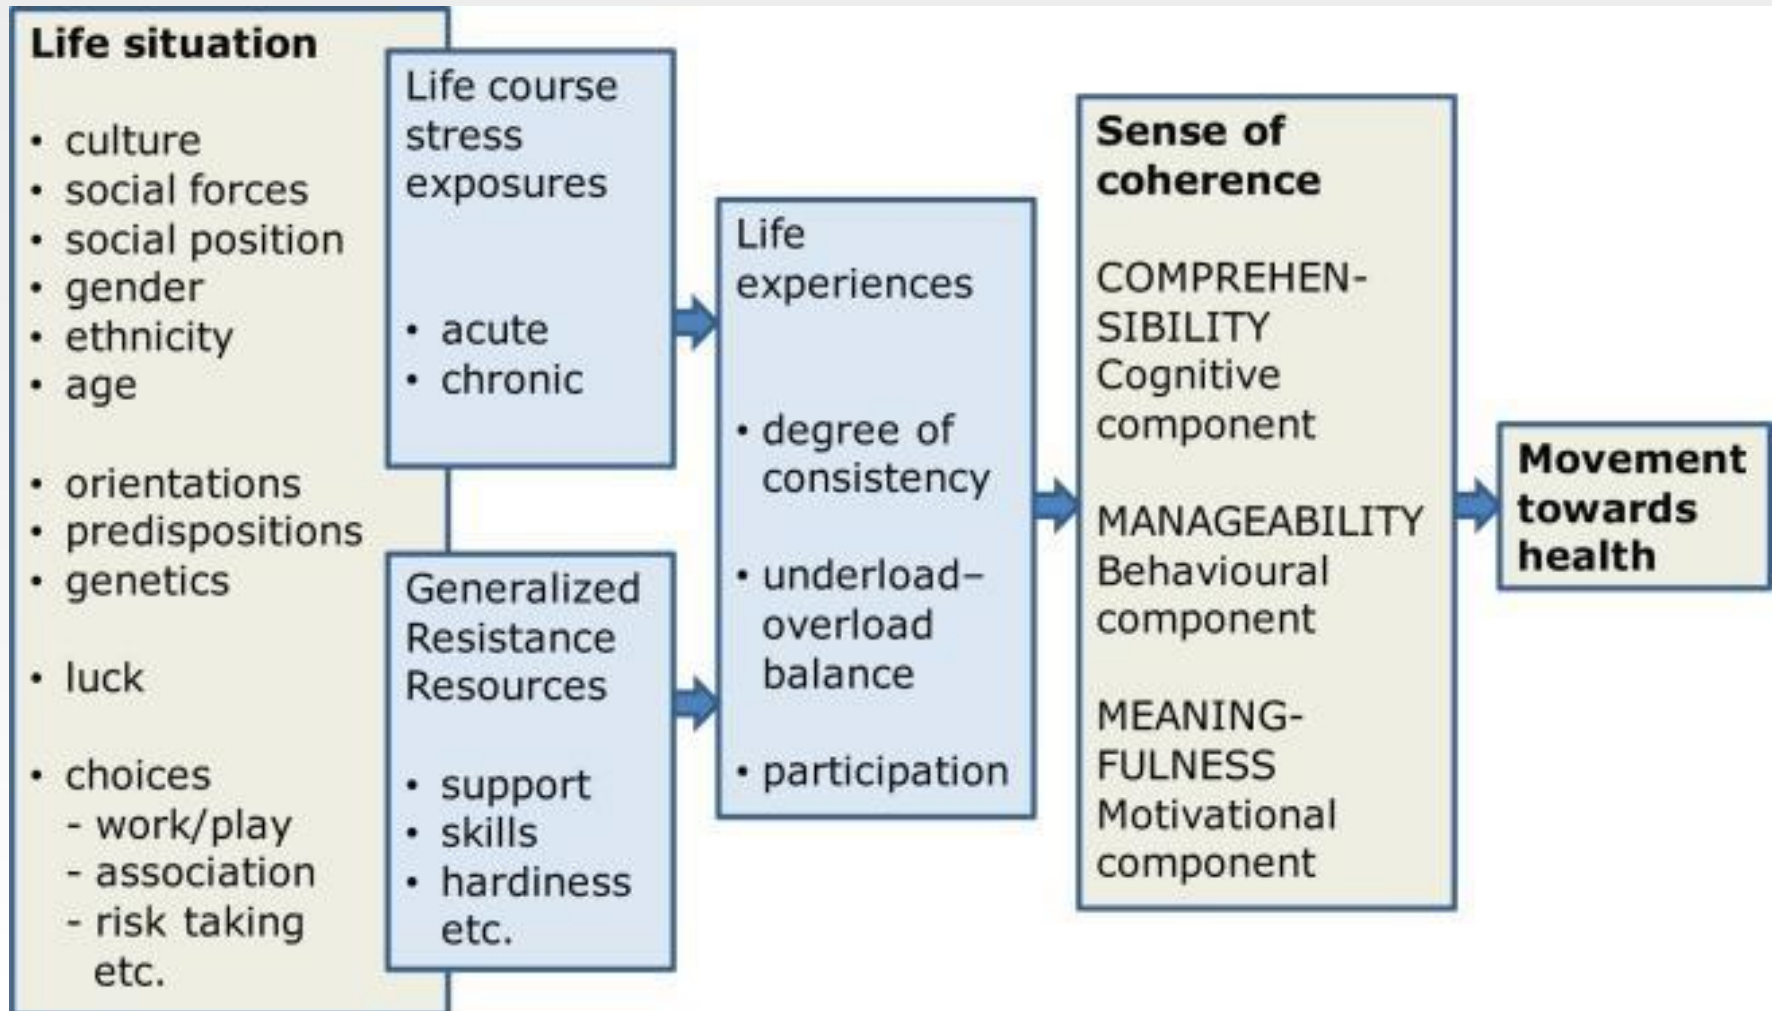 Life situation
• culture
• social forces
• social position
• gender
• ethnicity
• age
• orientations
• predispositions
• genetics
• luck
• choices
- work/play
- association
- risk taking
etc.
Life course
stress
exposures
• acute
• chronic
Generalized
Resistance
Resources
• support
• skills
• hardiness
etc.
Life
experiences
• degree of
consistency
• underload–
overload
balance
• participation
Sense of
coherence
COMPREHEN-
SIBILITY
Cognitive
component
MANAGEABILITY
Behavioural
component
MEANING-
FULNESS
Motivational
component
Movement
towards
health